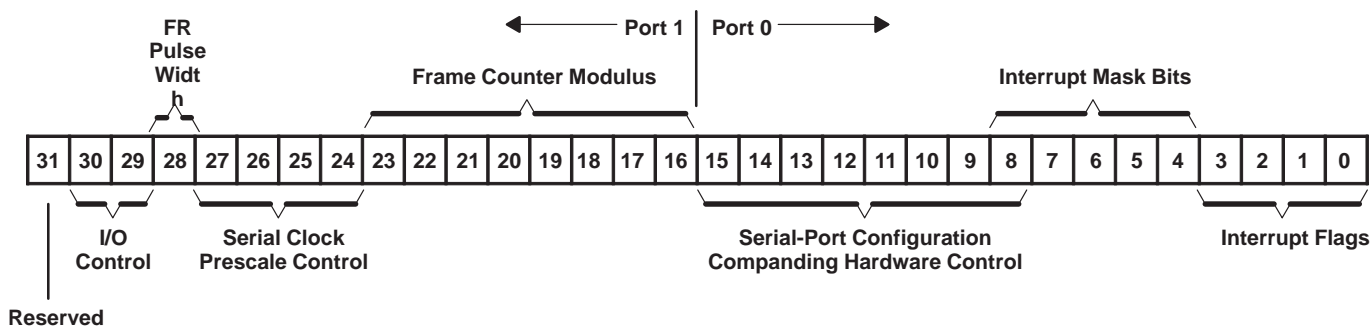 FR
Pulse
Widt
h
Port 1
Port 0
Frame Counter Modulus
Interrupt Mask Bits
31 30 29 28 27 26 25 24 23 22 21 20 19 18 17 16 15 14 13 12 11 10 9 8 7 6 5 4 3 2 1 0
I/O
Control
Serial Clock
Prescale Control
Serial-Port Configuration
Companding Hardware Control
Interrupt Flags
Reserved